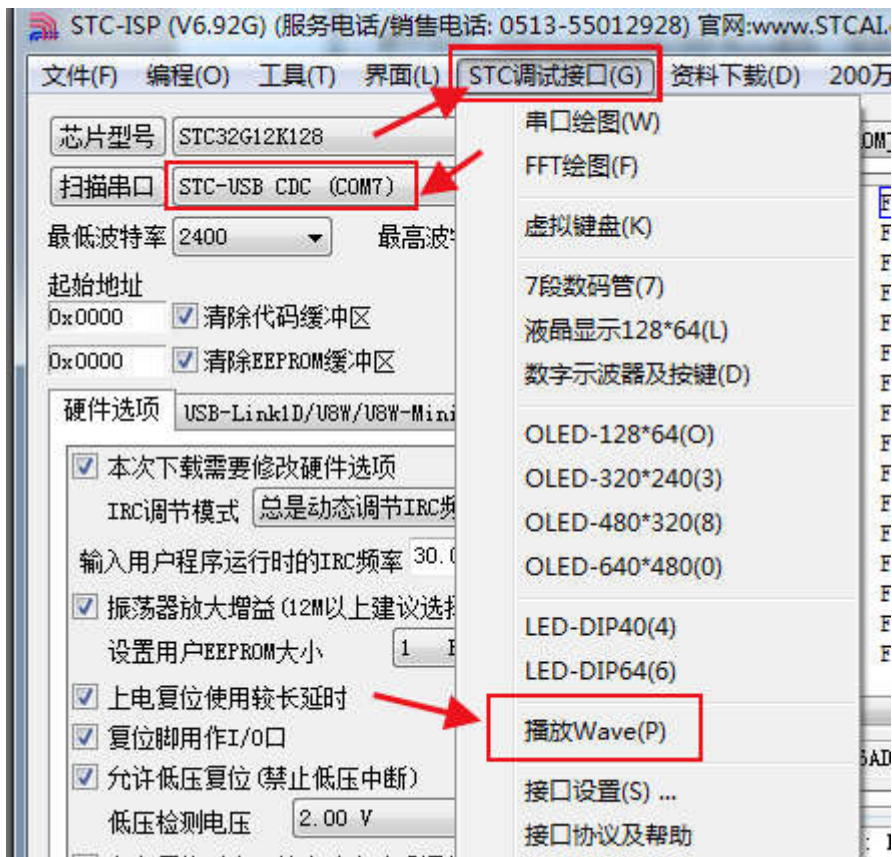 STC-ISP (V6.92G) (服务电话/销售电话: 0513-55012928) 官网:www.STCAI.
文件(F) 编程(O) 工具(T) 界面(L) STC调试接口(G) 资料下载(D) 200万
芯片型号 STC32G12K128
扫描串口 STC-USB CDC (COM7)
最低波特率 2400 最高波
起始地址
0x0000 清除代码缓冲区
0x0000 清除EEPROM缓冲区
硬件选项 USB-Link1D/U8W/U8W-Mini
本次下载需要修改硬件选项
IRC调节模式 总是动态调节IRC频
输入用户程序运行时的IRC频率 30.0
振荡器放大增益(12M以上建议选择
设置用户EEPROM大小 1
上电复位使用较长延时
复位脚用作I/O口
允许低压复位(禁止低压中断)
低压检测电压 2.00 V
串口绘图(W)
FFT绘图(F)
虚拟键盘(K)
7段数码管(7)
液晶显示128*64(L)
数字示波器及按键(D)
OLED-128*64(O)
OLED-320*240(3)
OLED-480*320(8)
OLED-640*480(0)
LED-DIP40(4)
LED-DIP64(6)
播放Wave(P)
接口设置(S) ...
接口协议及帮助